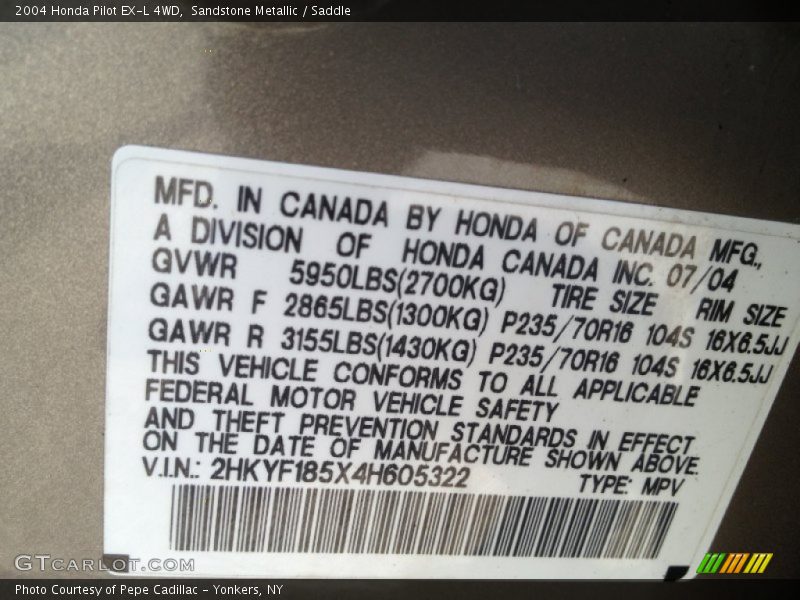 2004 Honda Pilot EX-L 4WD, Sandstone Metallic / Saddle
MFD. IN CANADA BY HONDA OF CANADA MFG.,
A DIVISION OF HONDA CANADA INC. 07/04
GVWR 5950LBS(2700KG) TIRE SIZE RIM SIZE
GAWR F 2865LBS(1300KG) P235/70R16 104S 16X6.5JJ
GAWR R 3155LBS(1430KG) P235/70R16 104S 16X6.5JJ
THIS VEHICLE CONFORMS TO ALL APPLICABLE
FEDERAL MOTOR VEHICLE SAFETY
AND THEFT PREVENTION STANDARDS IN EFFECT
ON THE DATE OF MANUFACTURE SHOWN ABOVE.
V.I.N.: 2HKYF185X4H605322 TYPE: MPV
GTCARLOT.COM
Photo Courtesy of Pepe Cadillac - Yonkers, NY